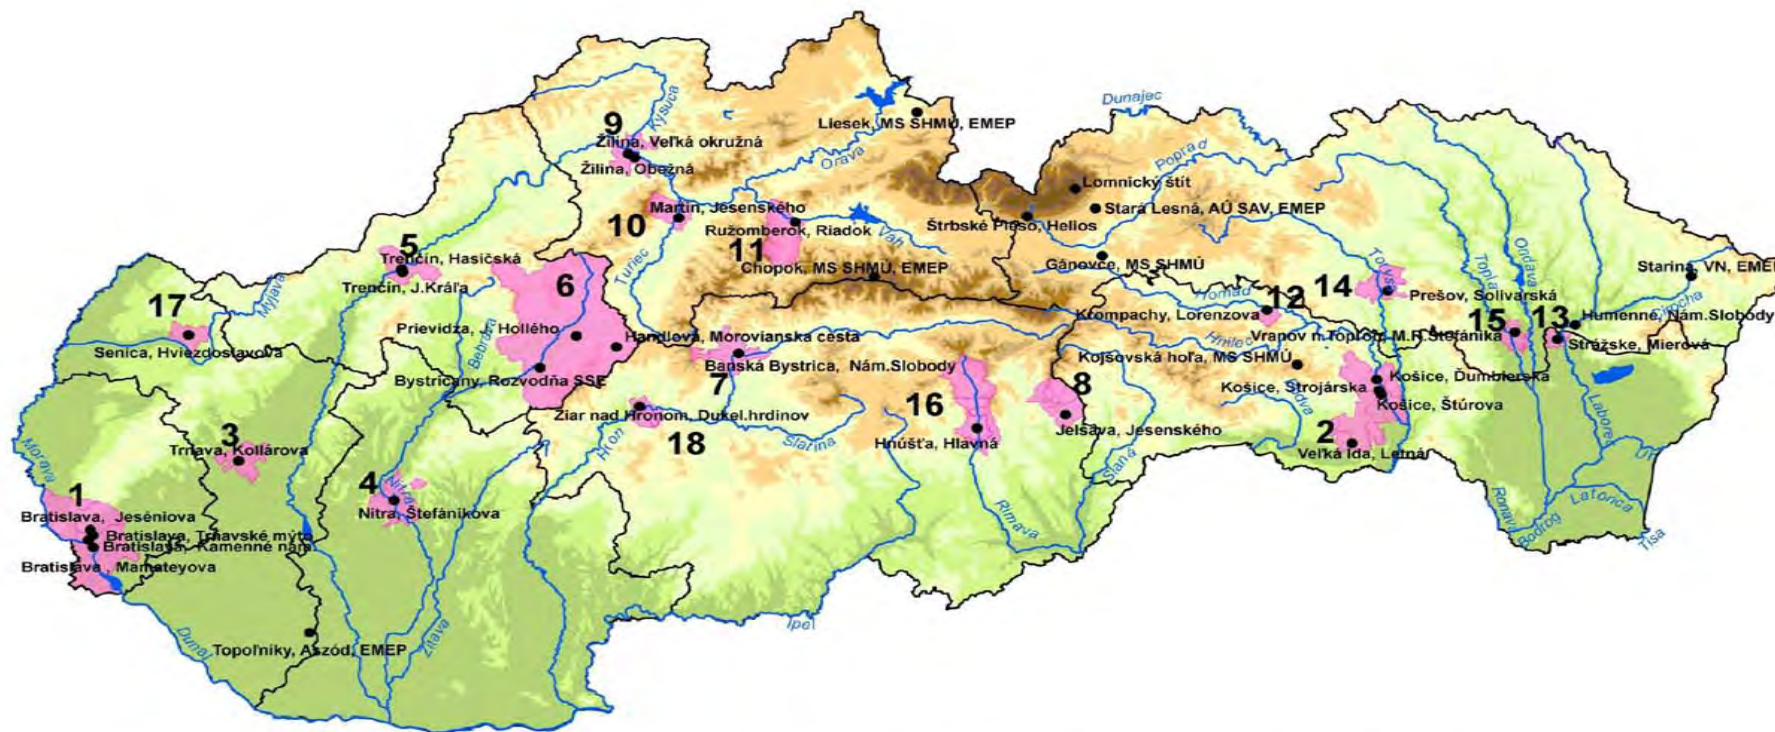 Dunajec
Kysuca
9
Liesek, MS SHMÚ, EMEP
Žilina, Veľká okružná
Žilina, Obežná
Orava
Poprad
Lomnický štít
10
Martin, Jesenského
Stará Lesná, AÚ SAV, EMEP
Štrbské Pleso, Helios
Ružomberok, Riadok
11
Váh
Turiec
5
Trenčín, Hasičská
Chopok, MS SHMÚ, EMEP
Gánovce, MS SHMÚ
Torysa
Topľa
Ondava
Starina, VN, EMEP
Trenčín, J.Kráľa
6
14
Prešov, Solivarská
Myjava
17
Hornád
12
Krompachy, Lorenzova
Cirocha
Humenné, Nám.Slobody
15
13
Senica, Hviezdoslavova
Bebrava
Prievidza, J. Hollého
Handlová, Morovianska cesta
Hnilec
Vranov n.Topľou, M.R.Štefánika
Strážske, Mierová
Banská Bystrica, Nám.Slobody
Kojšovská hoľa, MS SHMÚ
Bystričany, Rozvodňa SSE
7
8
Košice, Strojárska
Košice, Ďumbierska
Bodva
Košice, Štúrova
Žiar nad Hronom, Dukel.hrdinov
16
Jelšava, Jesenského
Laborec
Hron
18
Slatina
Hnúšťa, Hlavná
2
Veľká Ida, Letná
3
Trnava, Kollárova
Slaná
Uh
Morava
4
Nitra
Nitra, Štefánikova
Rimava
Latorica
1
Bratislava, Jeséniova
Bratislava, Trnavské mýto
Bratislava, Kamenné nám.
Bratislava , Mamateyova
Ronava
Bodrog
Tisa
Dunaj
Žitava
Ipeľ
Topoľníky, Aszód, EMEP